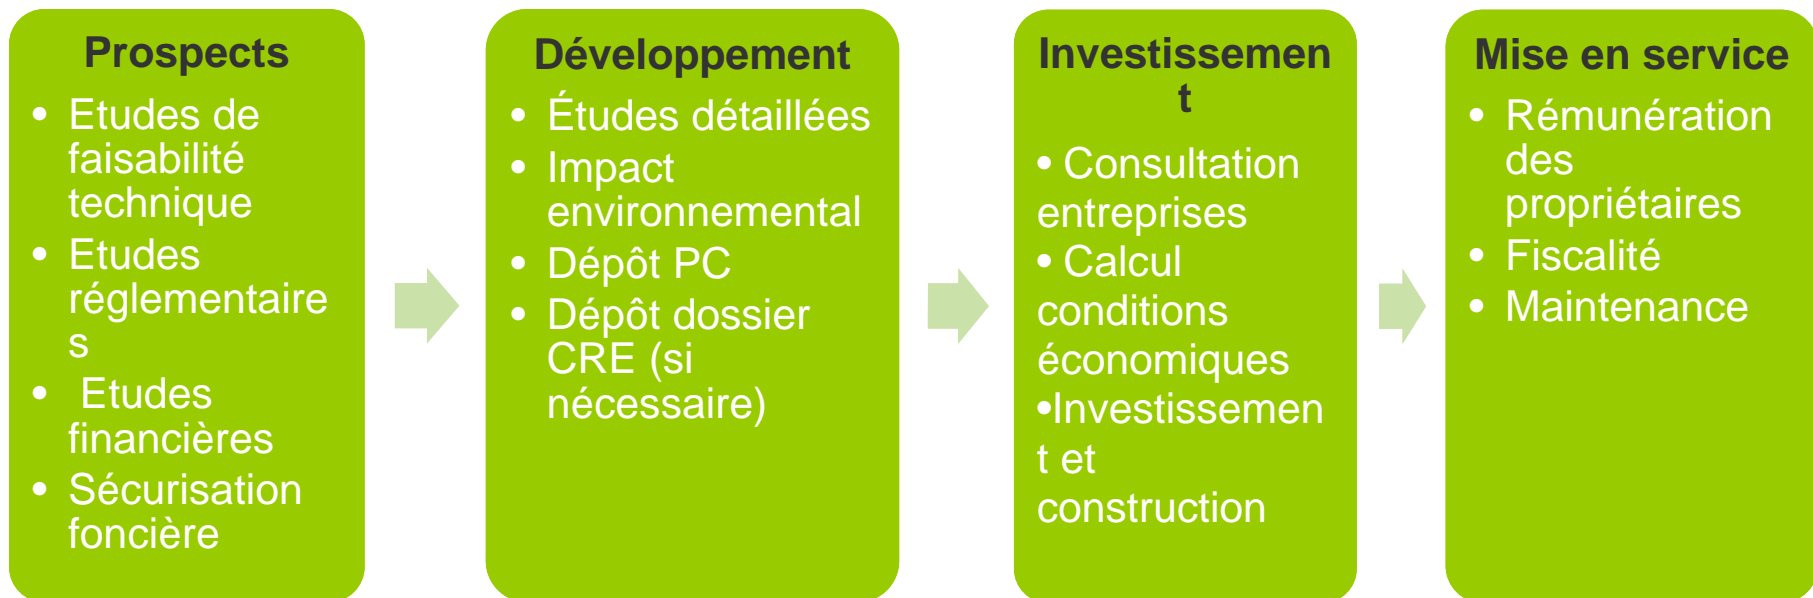 Prospects
• Etudes de
faisabilité
technique
• Etudes
réglementaire
s
• Etudes
financières
• Sécurisation
foncière
Développement
• Études détaillées
• Impact
environnemental
• Dépôt PC
• Dépôt dossier
CRE (si
nécessaire)
Investissemen
t
• Consultation
entreprises
• Calcul
conditions
économiques
•Investissemen
t et
construction
Mise en service
• Rémunération
des
propriétaires
• Fiscalité
• Maintenance